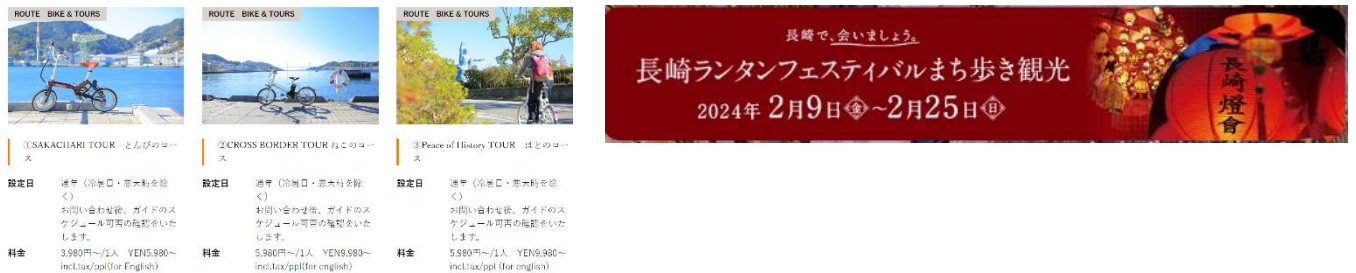 ROUTE BIKE & TOURS
①SAKACHARI TOUR とんびのコー
ス
設定日
通年（冷暑日・悪天時を除
く）
お問い合わせ後、ガイドのス
ケジュール可否の確認をいた
します。
料金
3,980円～/1人 YEN5,980～
incl.tax/ppl(for English)
ROUTE BIKE & TOURS
②CROSS BORDER TOUR ねこのコー
ス
設定日
通年（冷暑日・悪天時を除
く）
お問い合わせ後、ガイドのス
ケジュール可否の確認をいた
します。
料金
5,980円～/1人 YEN9,980～
incl.tax/ppl(for english)
ROUTE BIKE & TOURS
③Peace of History TOUR はとのコー
ス
設定日
通年（冷暑日・悪天時を除
く）
お問い合わせ後、ガイドのス
ケジュール可否の確認をいた
します。
料金
5,980円～/1人 YEN9,980～
incl.tax/ppl (for english)
長崎で、会いましょう。
長崎ランタンフェスティバルまち歩き観光
2024年 2月9日金～2月25日日
長崎燈會